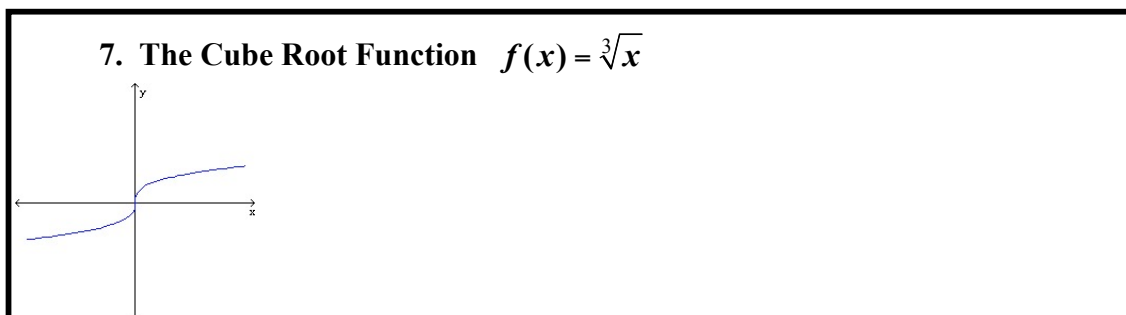 7. The Cube Root Function f(x) = ∛x
y
x